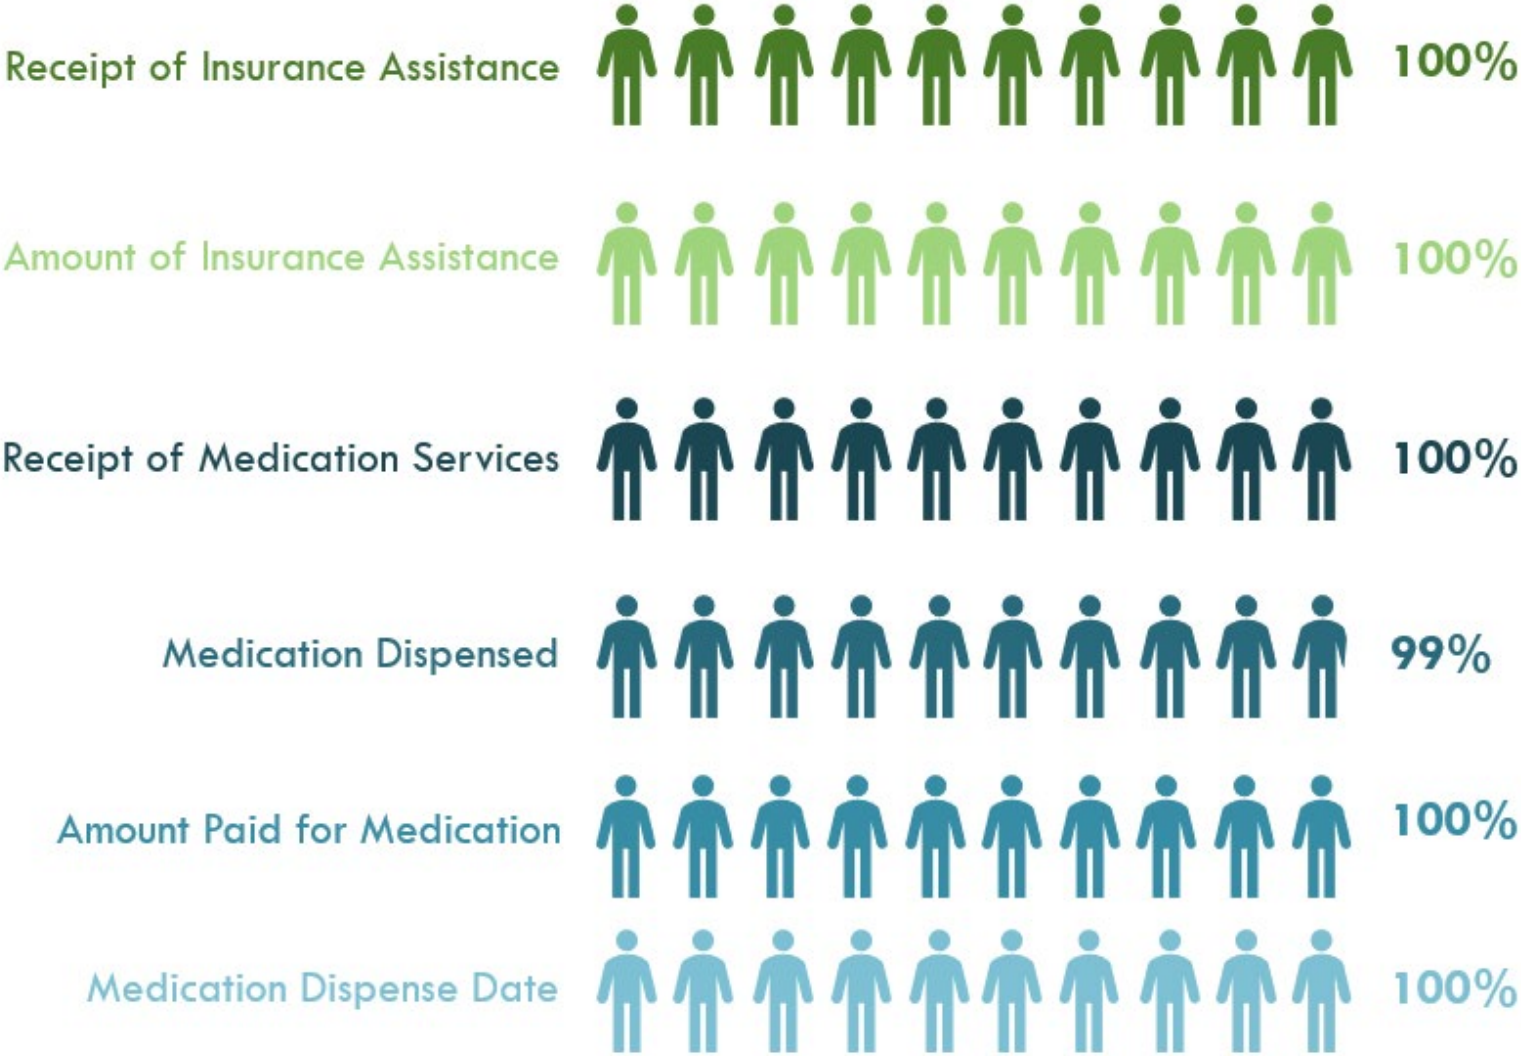 Receipt of Insurance Assistance 100%
Amount of Insurance Assistance 100%
Receipt of Medication Services 100%
Medication Dispensed 99%
Amount Paid for Medication 100%
Medication Dispense Date 100%